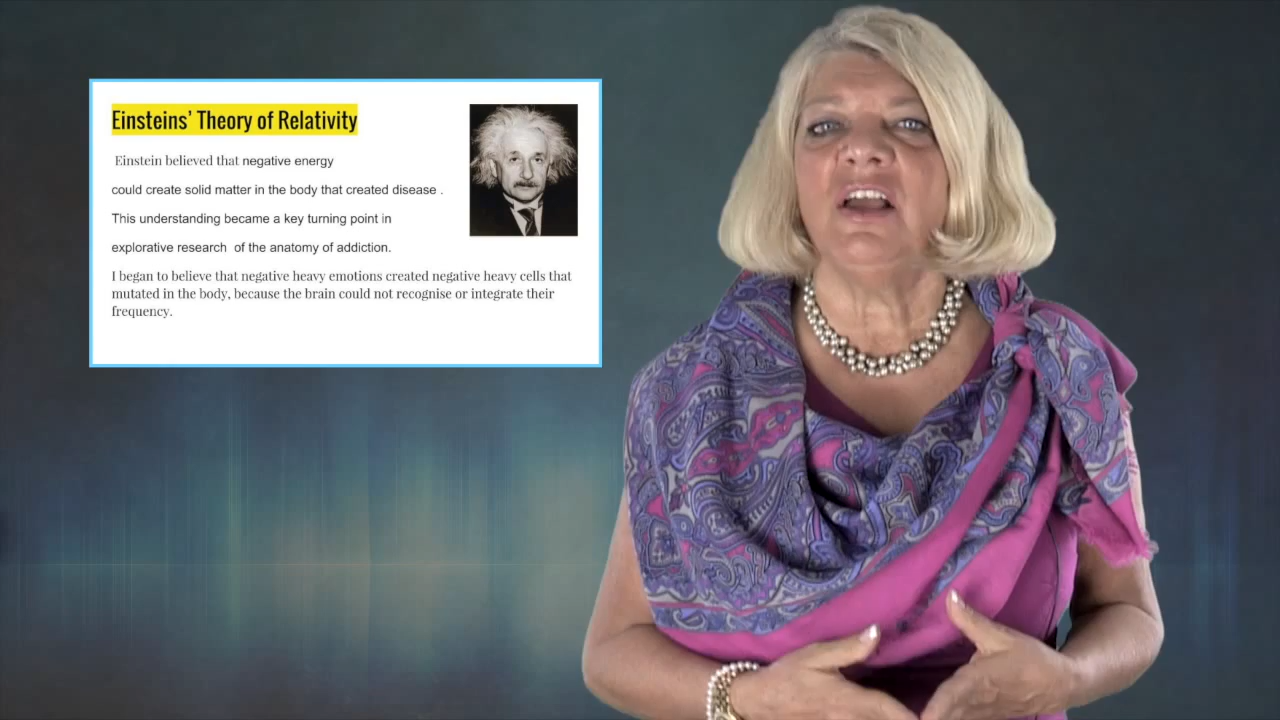 Einsteins' Theory of Relativity
Einstein believed that negative energy
could create solid matter in the body that created disease .
This understanding became a key turning point in
explorative research of the anatomy of addiction.
I began to believe that negative heavy emotions created negative heavy cells that
mutated in the body, because the brain could not recognise or integrate their
frequency.